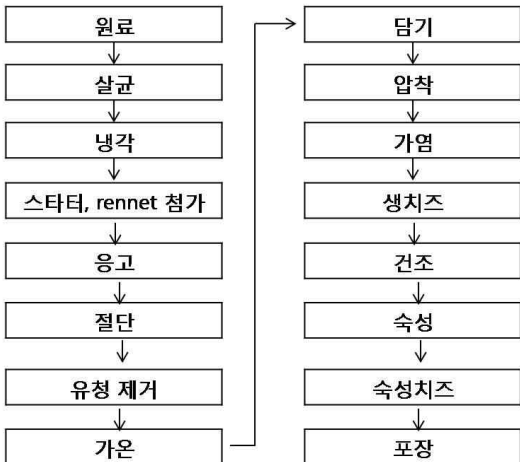 원료
살균
냉각
스타터, rennet 첨가
응고
절단
유청 제거
가온
담기
압착
가염
생치즈
건조
숙성
숙성치즈
포장